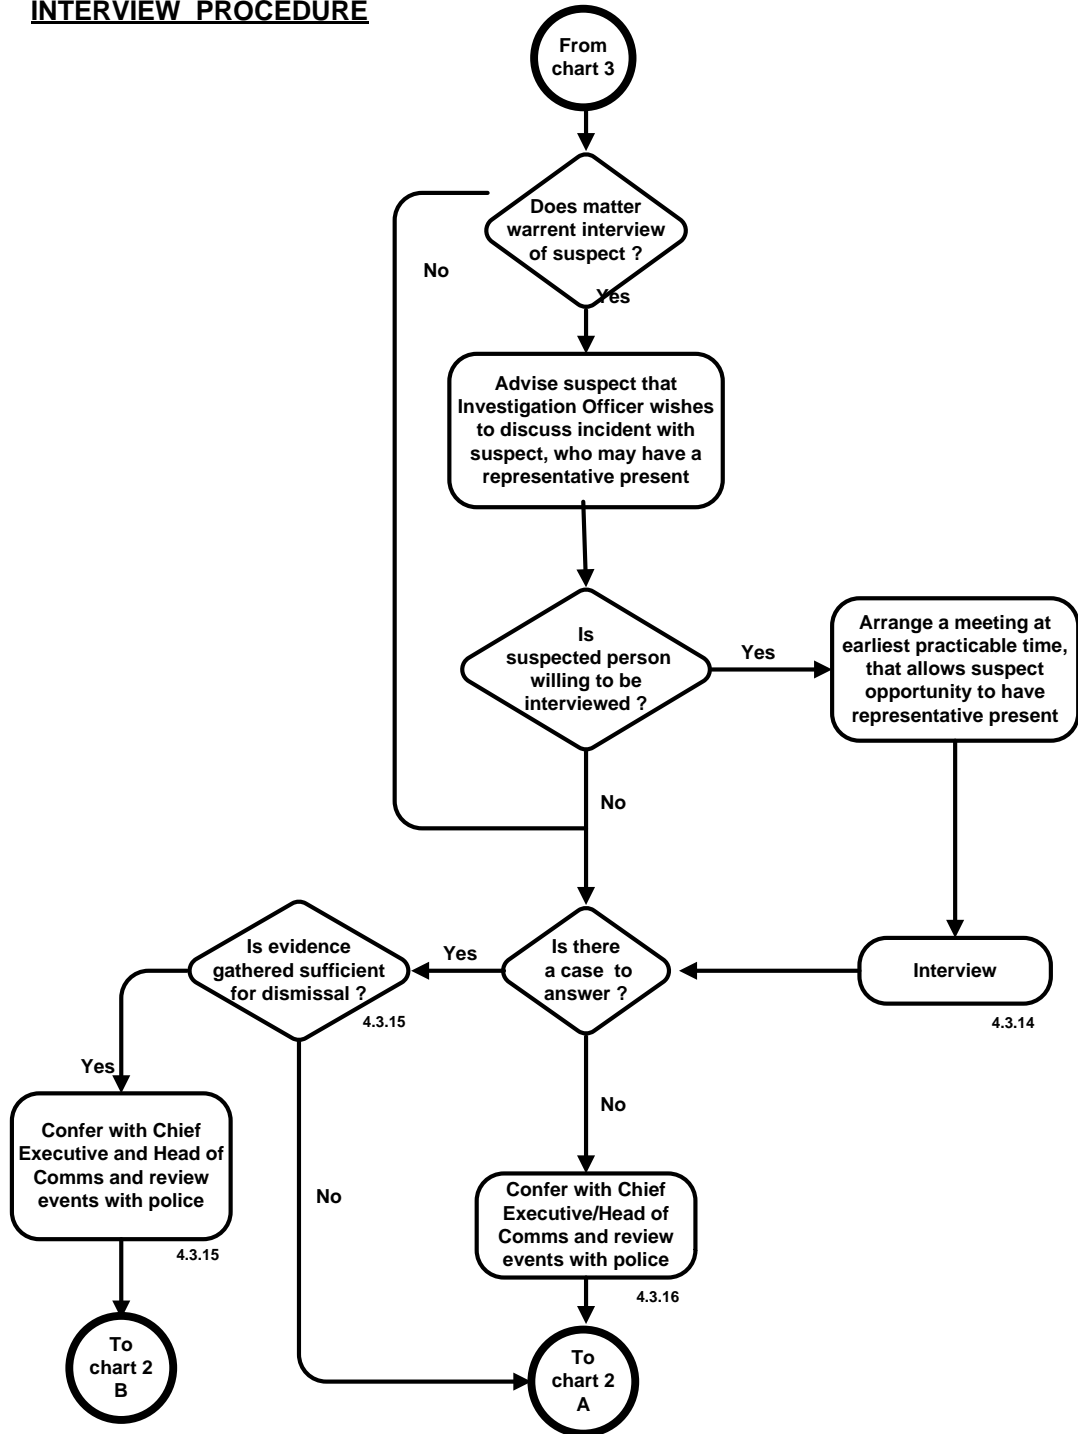 INTERVIEW PROCEDURE
From
chart 3
Does matter
warrent interview
of suspect ?
No
Yes
Advise suspect that
Investigation Officer wishes
to discuss incident with
suspect, who may have a
representative present
Is
suspected person
willing to be
interviewed ?
Yes
Arrange a meeting at
earliest practicable time,
that allows suspect
opportunity to have
representative present
No
Is evidence
gathered sufficient
for dismissal ?
4.3.15
Yes
Is there
a case to
answer ?
Interview
4.3.14
Yes
No
Confer with Chief
Executive and Head of
Comms and review
events with police
4.3.15
No
Confer with Chief
Executive/Head of
Comms and review
events with police
4.3.16
To
chart 2
B
To
chart 2
A